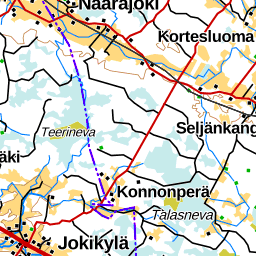 Naarajoki
Kortesluoma
Teerineva
Seljänkang
äki
Konnonperä
Talasneva
Jokikylä